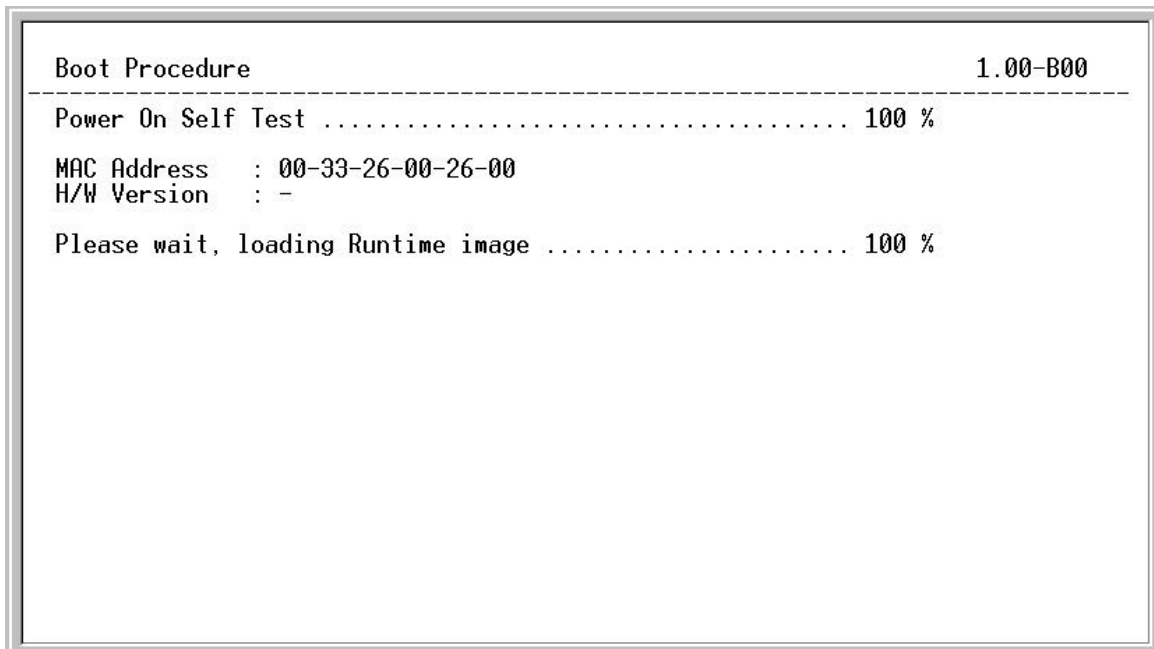 Boot Procedure 1.00-B00
--------------------------------------------------------------------------------
Power On Self Test ...................................... 100 %
MAC Address : 00-33-26-00-26-00
H/W Version : -
Please wait, loading Runtime image ...................... 100 %